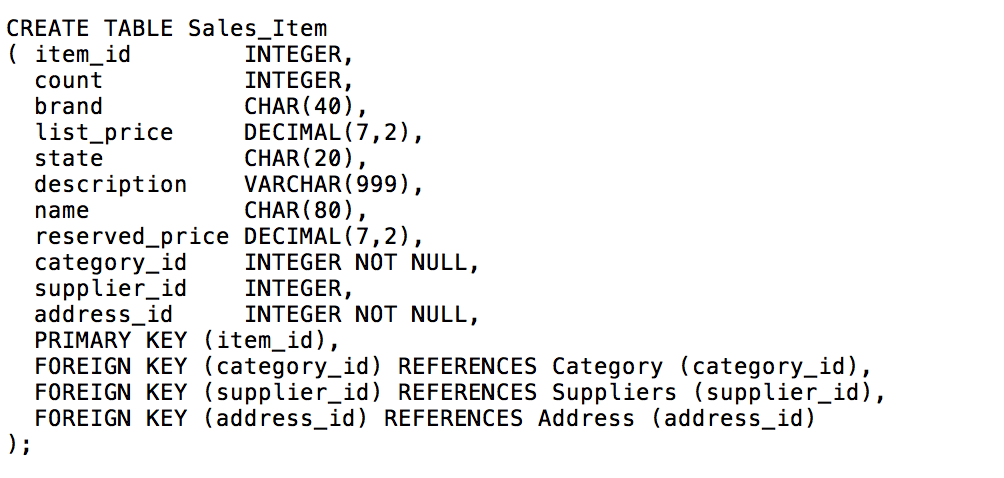 CREATE TABLE Sales_Item
( item_id        INTEGER,
  count          INTEGER,
  brand          CHAR(40),
  list_price     DECIMAL(7,2),
  state          CHAR(20),
  description    VARCHAR(999),
  name           CHAR(80),
  reserved_price DECIMAL(7,2),
  category_id    INTEGER NOT NULL,
  supplier_id    INTEGER,
  address_id     INTEGER NOT NULL,
  PRIMARY KEY (item_id),
  FOREIGN KEY (category_id) REFERENCES Category (category_id),
  FOREIGN KEY (supplier_id) REFERENCES Suppliers (supplier_id),
  FOREIGN KEY (address_id) REFERENCES Address (address_id)
);